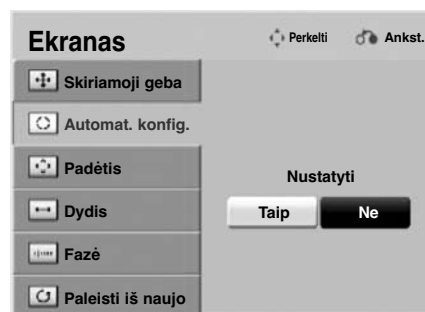 Ekranas
Perkelti
Ankst.
Skiriamoji geba
Automat. konfig.
Padėtis
Dydis
Fazė
Paleisti iš naujo
Nustatyti
Taip
Ne